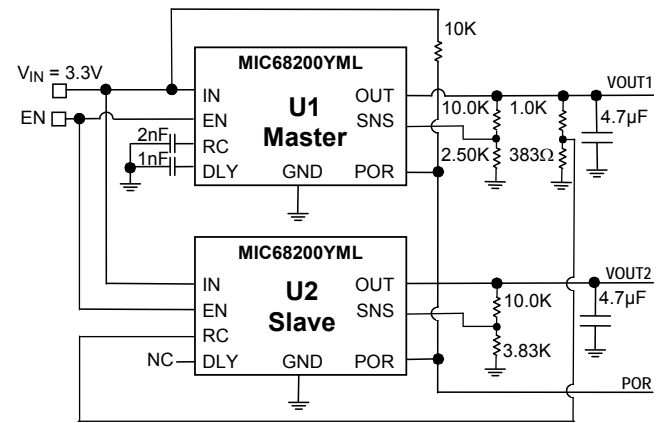 10K
MIC68200YML
V_IN = 3.3V
VOUT1
IN
OUT
10.0K
1.0K
4.7µF
EN
EN
U1
SNS
2nF
RC
Master
2.50K
383Ω
1nF
DLY
GND
POR
MIC68200YML
VOUT2
IN
OUT
4.7µF
EN
U2
SNS
10.0K
RC
Slave
3.83K
NC
DLY
GND
POR
POR